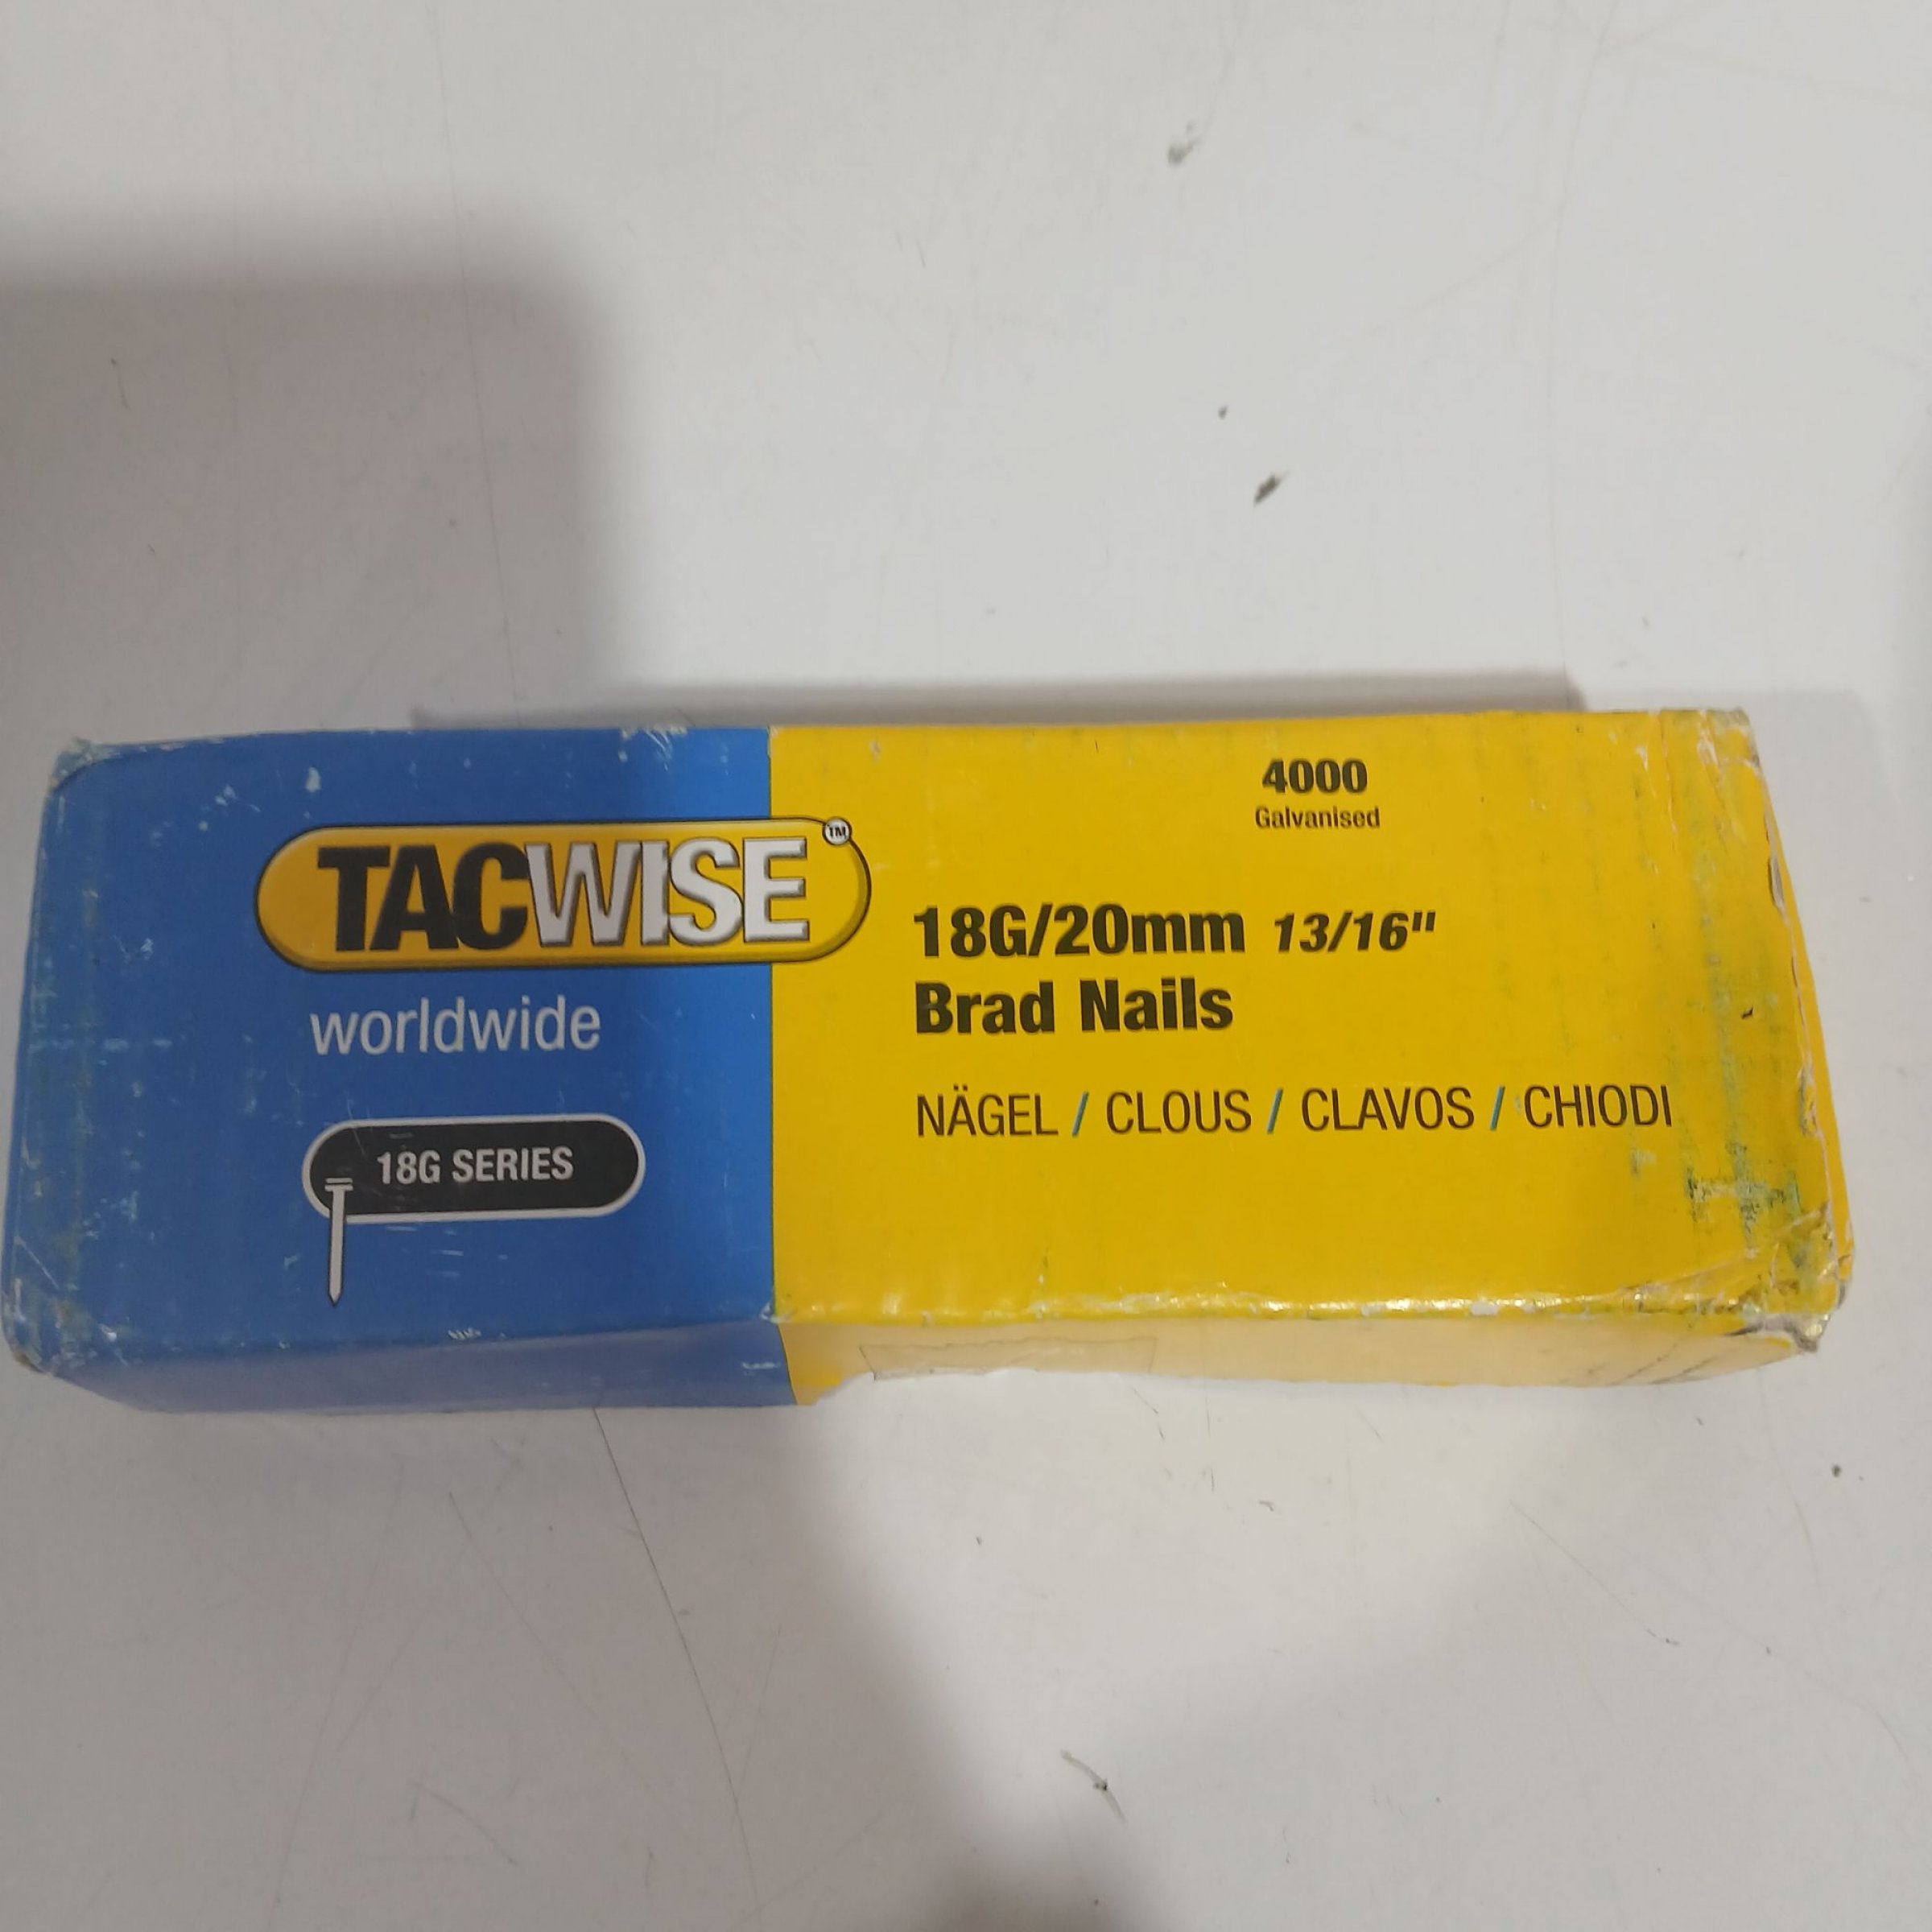 TACWISE™
worldwide
18G SERIES
4000
Galvanised
18G/20mm 13/16"
Brad Nails
NÄGEL / CLOUS / CLAVOS / CHIODI